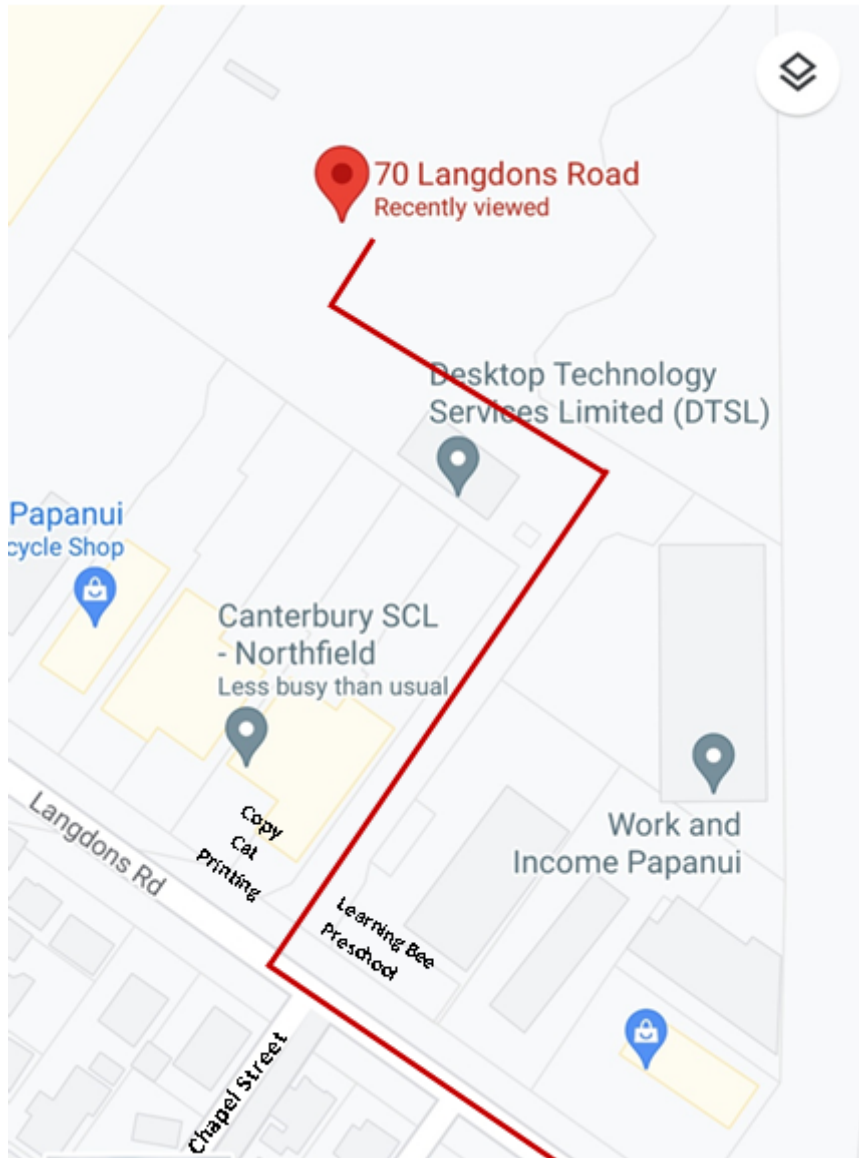 70 Langdons Road
Recently viewed
Desktop Technology
Services Limited (DTSL)
Papanui
cycle Shop
Canterbury SCL
- Northfield
Less busy than usual
Work and
Income Papanui
Langdons Rd
Copy
Cat
Printing
Learning Bee
Preschool
Chapel Street